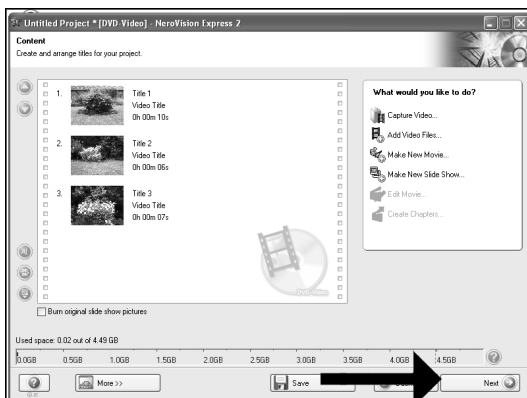 Untitled Project * [DVD-Video] - NeroVision Express 2
Content
Create and arrange titles for your project.
1.
Title 1
Video Title
0h 00m 10s
2.
Title 2
Video Title
0h 00m 06s
3.
Title 3
Video Title
0h 00m 07s
DVD-Video
Burn original slide show pictures
What would you like to do?
Capture Video...
Add Video Files...
Make New Movie...
Make New Slide Show...
Edit Movie...
Create Chapters...
Used space: 0.02 out of 4.49 GB
0.0GB 0.5GB 1.0GB 1.5GB 2.0GB 2.5GB 3.0GB 3.5GB 4.0GB 4.5GB
More >> Save Next